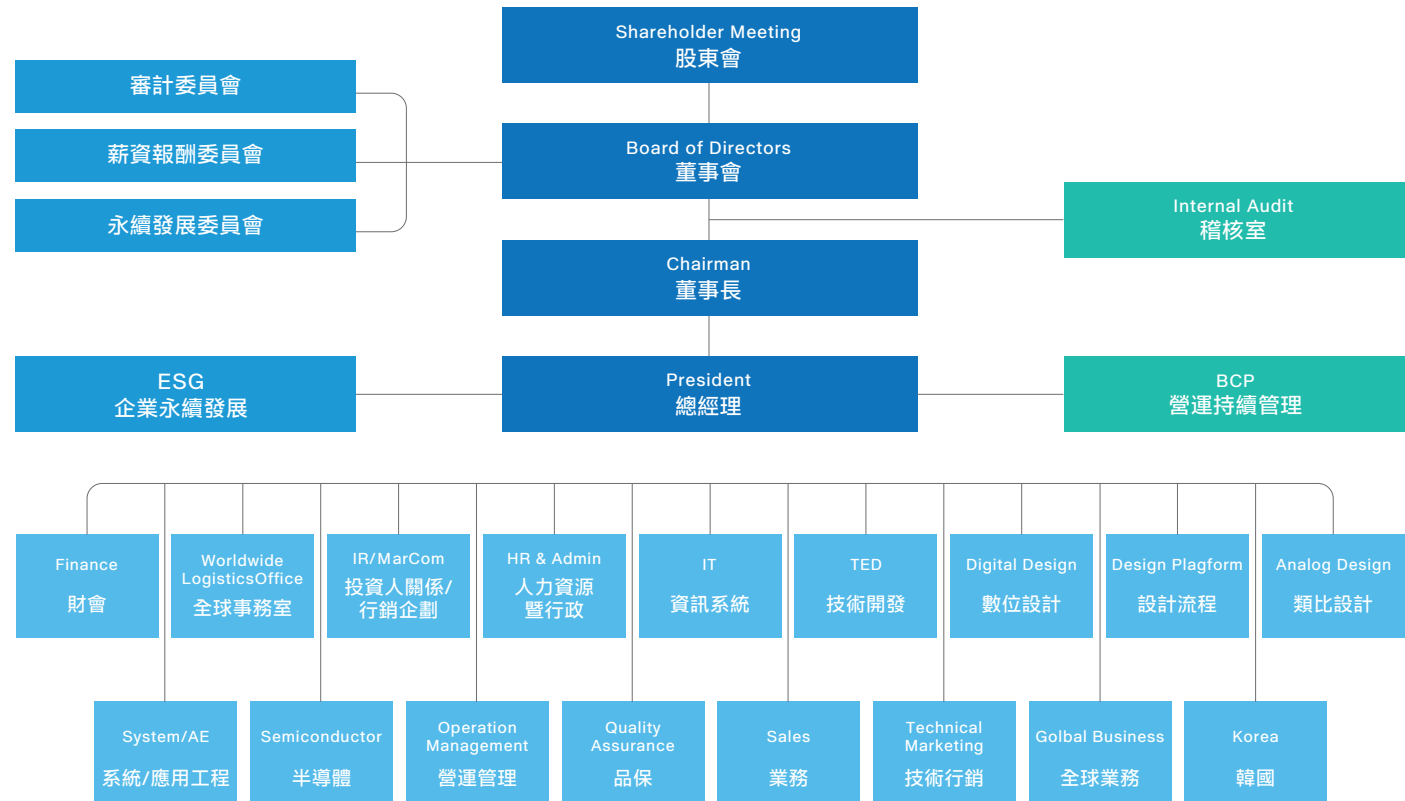 Shareholder Meeting
股東會
審計委員會
薪資報酬委員會
永續發展委員會
Board of Directors
董事會
Internal Audit
稽核室
Chairman
董事長
ESG
企業永續發展
President
總經理
BCP
營運持續管理
Finance
財會
Worldwide
LogisticsOffice
全球事務室
IR/MarCom
投資人關係/
行銷企劃
HR & Admin
人力資源
暨行政
IT
資訊系統
TED
技術開發
Digital Design
數位設計
Design Plagform
設計流程
Analog Design
類比設計
System/AE
系統/應用工程
Semiconductor
半導體
Operation
Management
營運管理
Quality
Assurance
品保
Sales
業務
Technical
Marketing
技術行銷
Golbal Business
全球業務
Korea
韓國